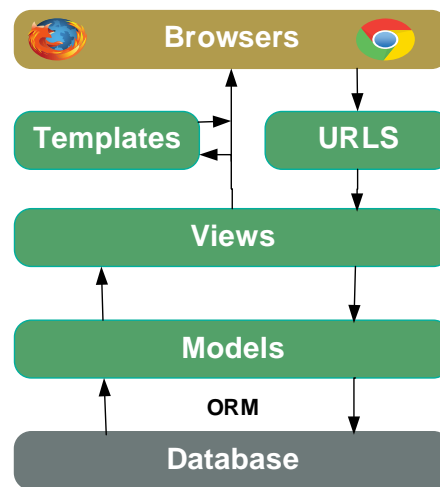 Browsers
Templates
URLS
Views
Models
ORM
Database